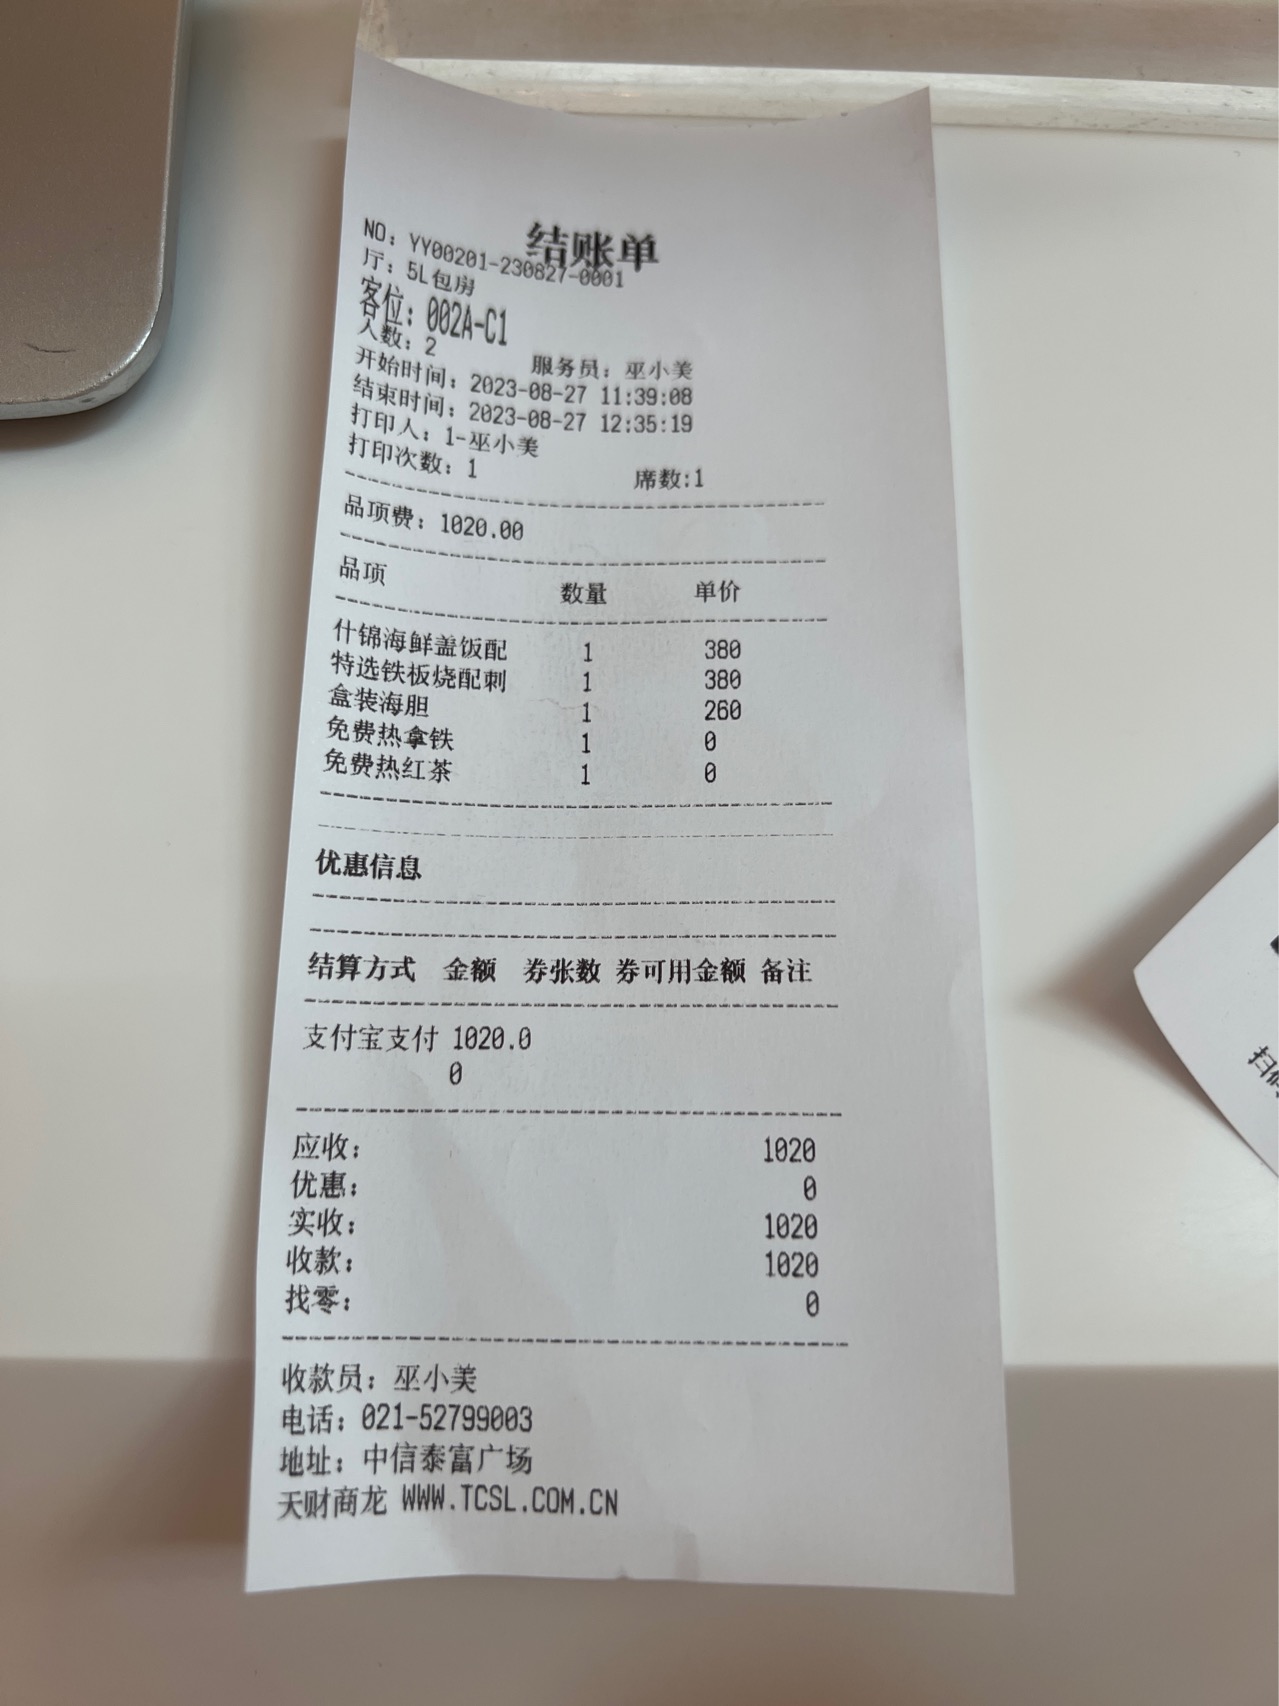 结账单
NO: YY00201-230827-0001
厅: 5L包房
客位: 002A-C1
人数: 2 服务员: 巫小美
开始时间: 2023-08-27 11:39:08
结束时间: 2023-08-27 12:35:19
打印人: 1-巫小美
打印次数: 1 席数:1
品项费: 1020.00
品项 数量 单价
什锦海鲜盖饭配 1 380
特选铁板烧配刺 1 380
盒装海胆 1 260
免费热拿铁 1 0
免费热红茶 1 0
优惠信息
结算方式 金额 券张数 券可用金额 备注
支付宝支付 1020.0
0
应收: 1020
优惠: 0
实收: 1020
收款: 1020
找零: 0
收款员: 巫小美
电话: 021-52799003
地址: 中信泰富广场
天财商龙 WWW.TCSL.COM.CN
扫